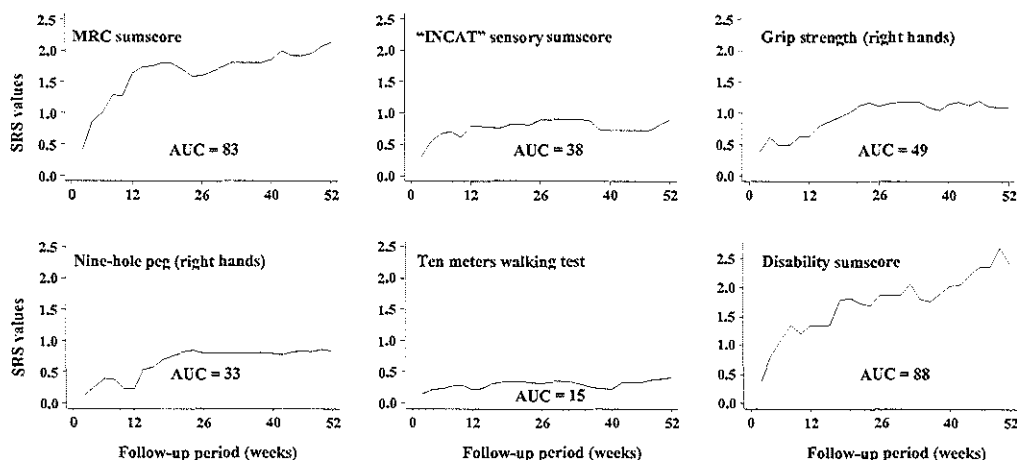 MRC sumscore
SRS values
2.5
2.0
1.5
1.0
0.5
0.0
AUC = 83
0 12 26 40 52
“INCAT” sensory sumscore
2.5
2.0
1.5
1.0
0.5
0.0
AUC = 38
0 12 26 40 52
Grip strength (right hands)
2.5
2.0
1.5
1.0
0.5
0.0
AUC = 49
0 12 26 40 52
Nine-hole peg (right hands)
SRS values
2.5
2.0
1.5
1.0
0.5
0.0
AUC = 33
0 12 26 40 52
Follow-up period (weeks)
Ten meters walking test
2.5
2.0
1.5
1.0
0.5
0.0
AUC = 15
0 12 26 40 52
Follow-up period (weeks)
Disability sumscore
2.5
2.0
1.5
1.0
0.5
0.0
AUC = 88
0 12 26 40 52
Follow-up period (weeks)